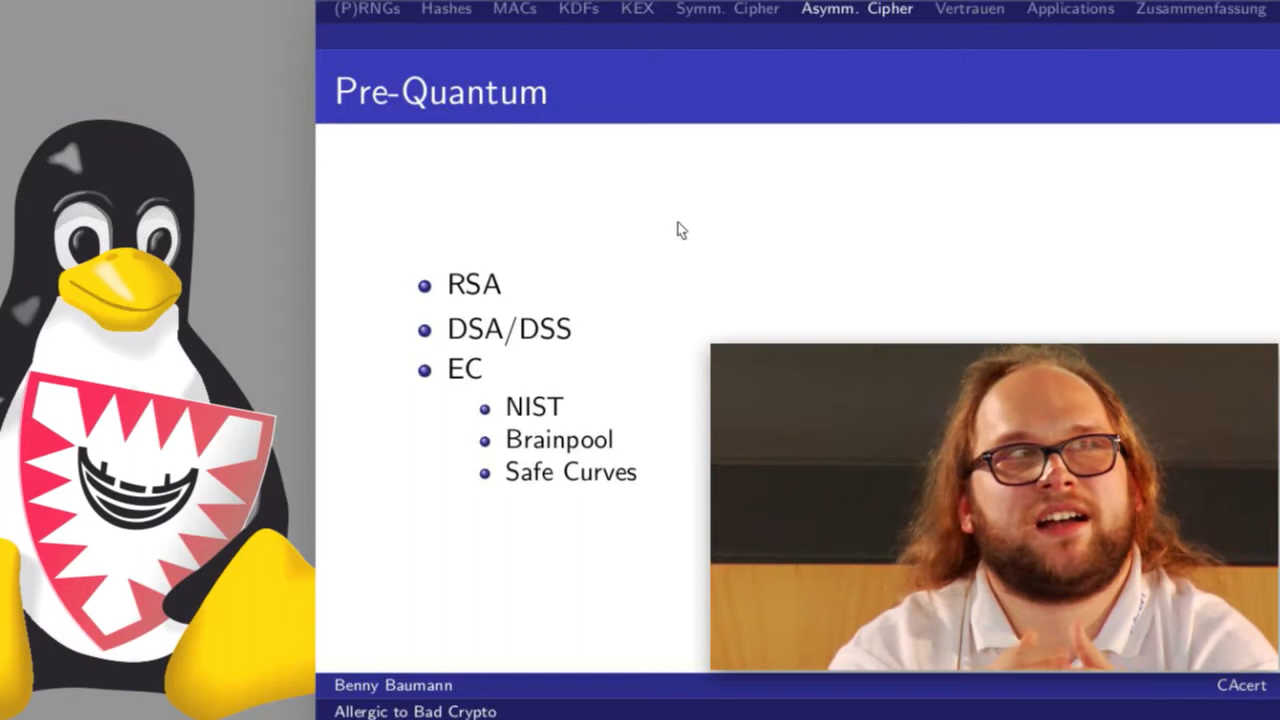 (P)RNGs Hashes MACs KDFs KEX Symm. Cipher Asymm. Cipher Vertrauen Applications Zusammenfassung
Pre-Quantum
RSA
DSA/DSS
EC
NIST
Brainpool
Safe Curves
Benny Baumann CAcert
Allergic to Bad Crypto